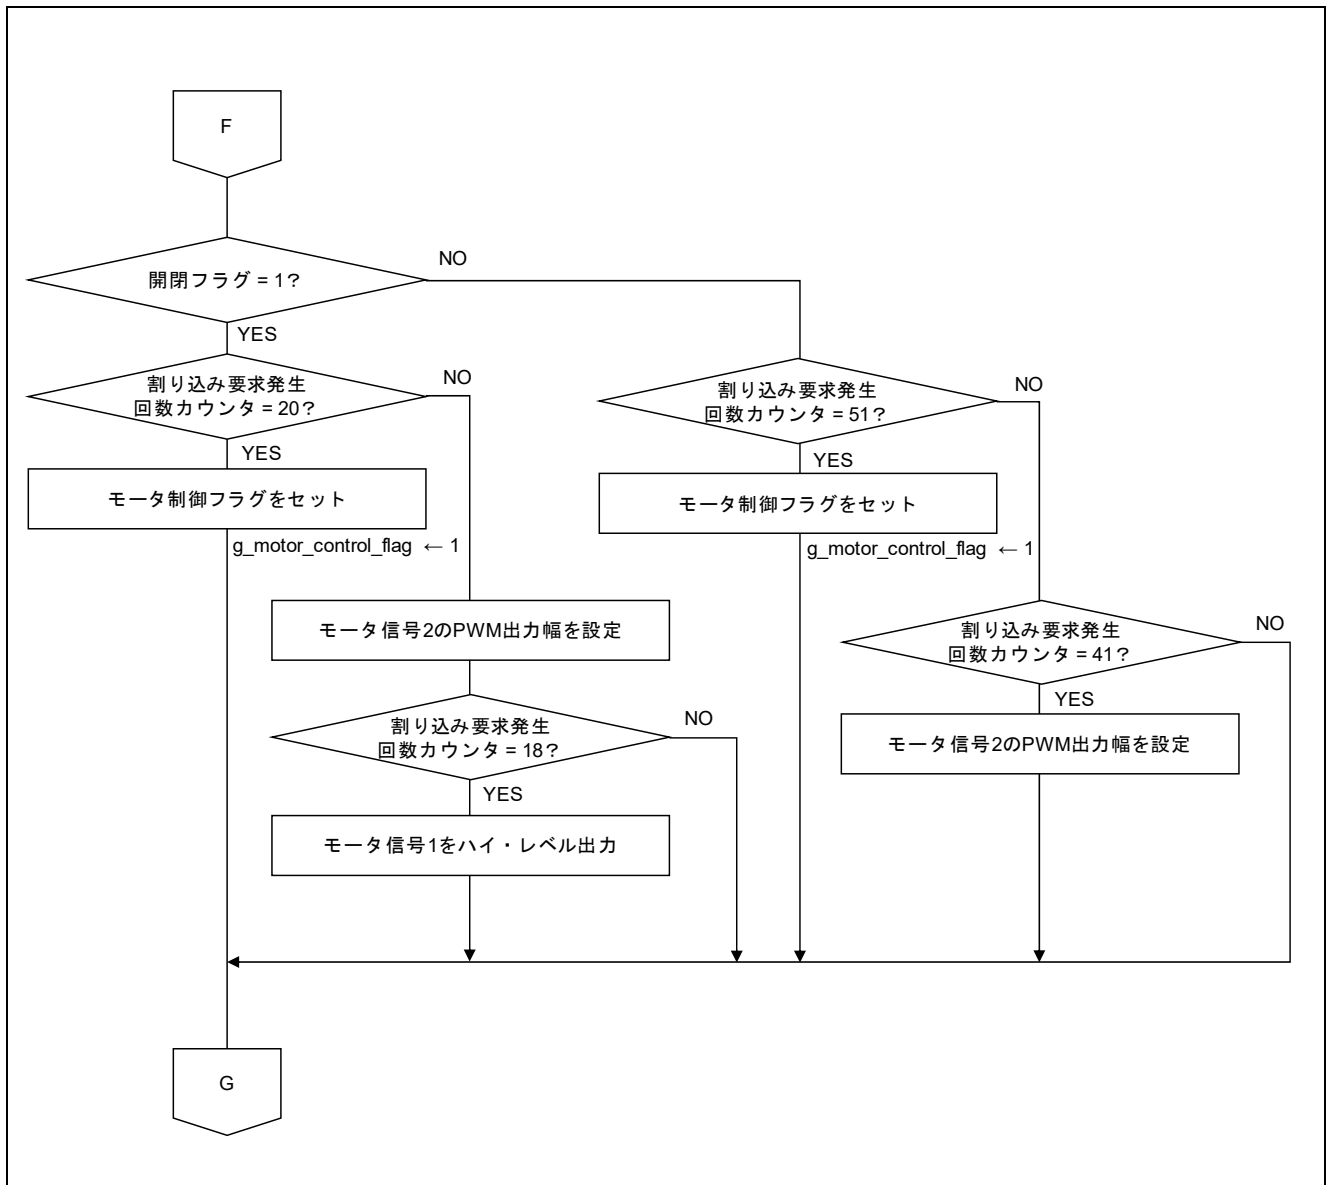 F
開閉フラグ = 1?
NO
YES
割り込み要求発生
回数カウンタ = 20?
NO
YES
モータ制御フラグをセット
g_motor_control_flag ← 1
割り込み要求発生
回数カウンタ = 51?
NO
YES
モータ制御フラグをセット
g_motor_control_flag ← 1
モータ信号2のPWM出力幅を設定
割り込み要求発生
回数カウンタ = 18?
NO
YES
モータ信号1をハイ・レベル出力
割り込み要求発生
回数カウンタ = 41?
NO
YES
モータ信号2のPWM出力幅を設定
G